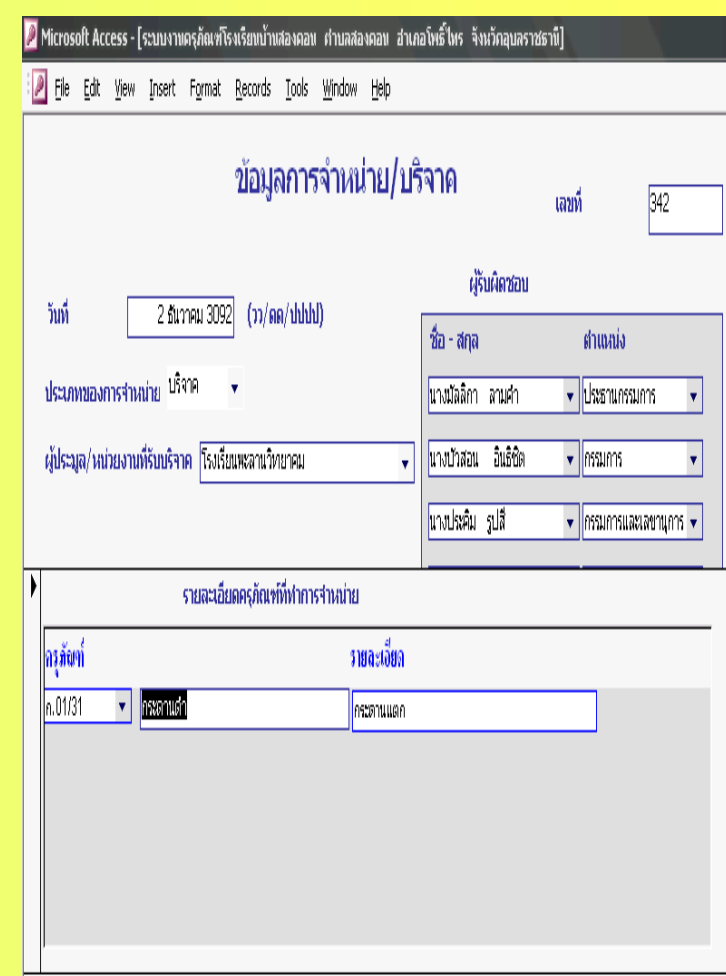 Microsoft Access - [ระบบงานครุภัณฑ์โรงเรียนบ้านสองคอน ตำบลสองคอน อำเภอโพธิ์ไทร จังหวัดอุบลราชธานี]
File Edit View Insert Format Records Tools Window Help
ข้อมูลการจำหน่าย/บริจาค
เลขที่ 342
วันที่ 2 ธันวาคม 3092 (วว/ดด/ปปปป)
ประเภทของการจำหน่าย บริจาค
ผู้ประมูล/หน่วยงานที่รับบริจาค โรงเรียนพะลานวิทยาคม
ผู้รับผิดชอบ
ชื่อ - สกุล ตำแหน่ง
นางมัลลิกา ลามคำ ประธานกรรมการ
นางบัวสอน อินธิชิต กรรมการ
นางประคิม รูปสี กรรมการและเลขานุการ
รายละเอียดครุภัณฑ์ที่ทำการจำหน่าย
ครุภัณฑ์ รายละเอียด
ก.01/31 กระดานดำ กระดานแตก